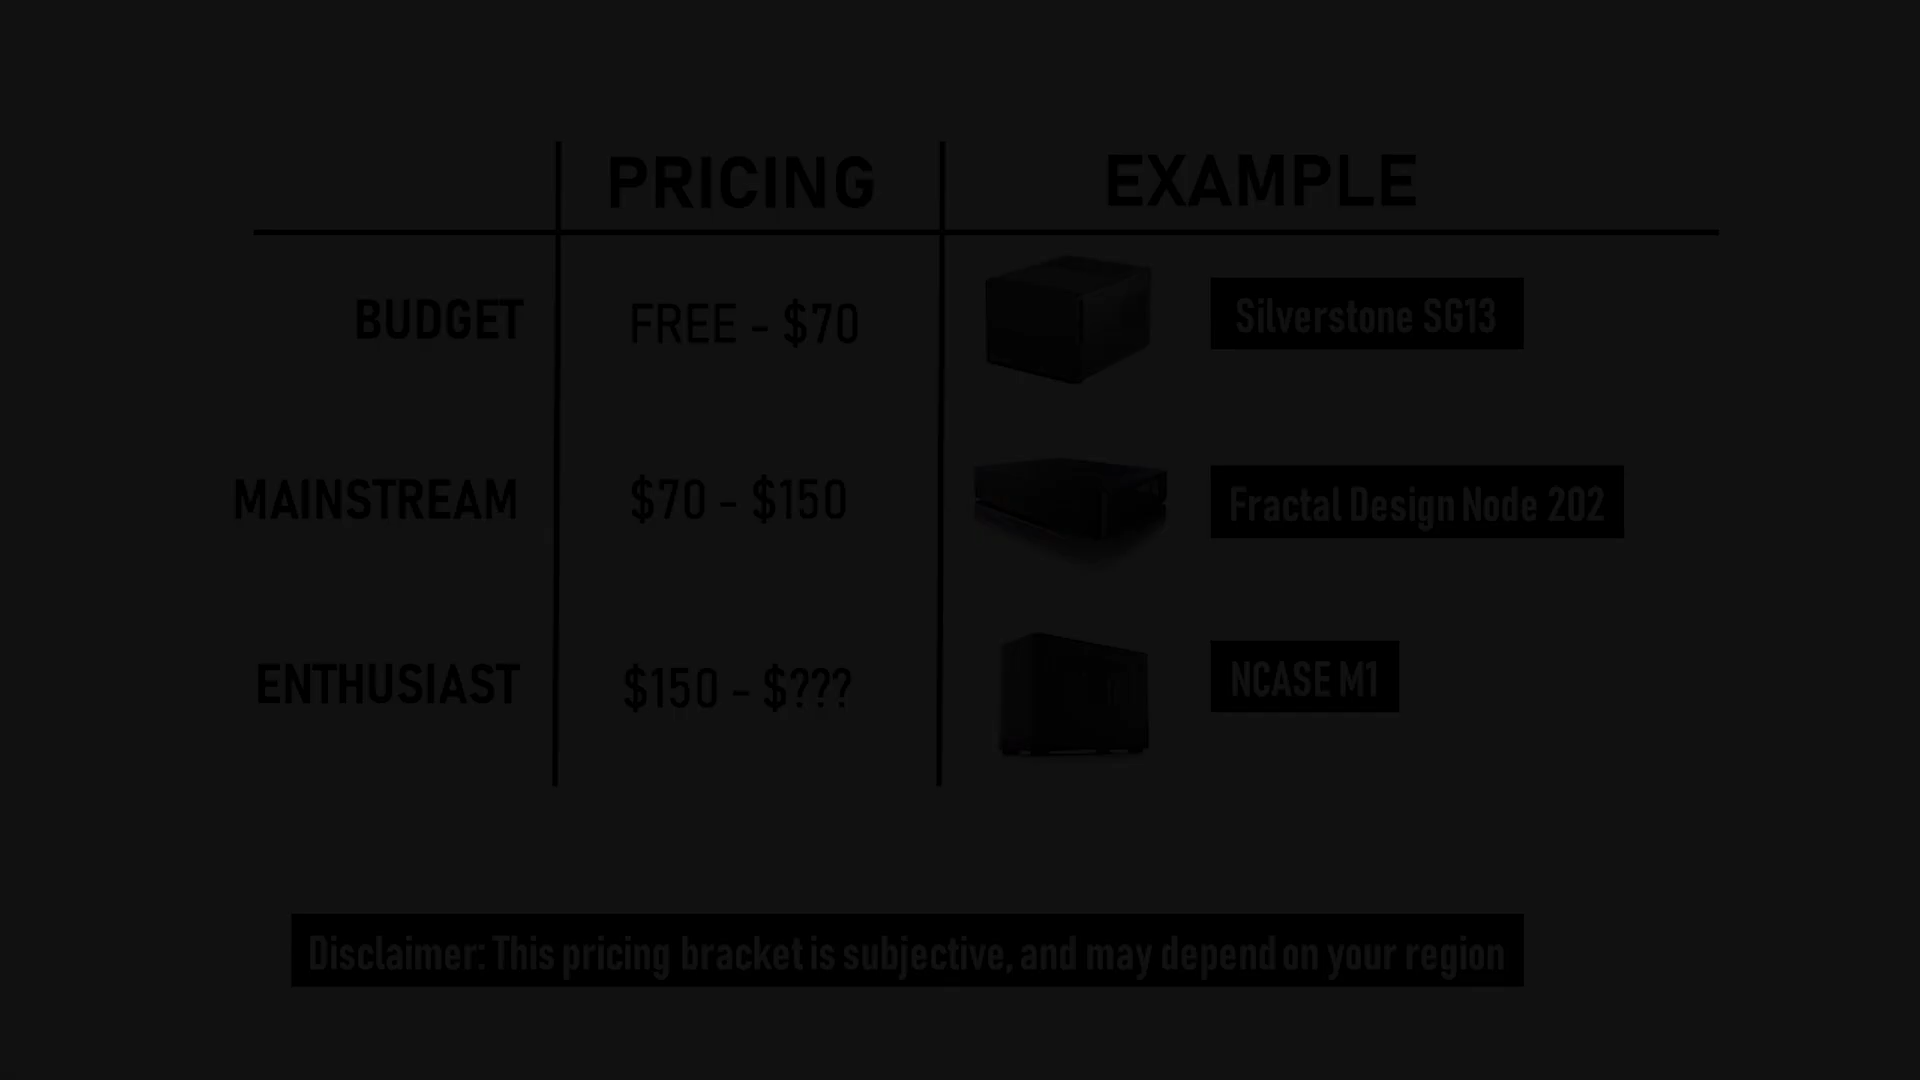 PRICING EXAMPLE
BUDGET FREE - $70 Silverstone SG13
MAINSTREAM $70 - $150 Fractal Design Node 202
ENTHUSIAST $150 - $??? NCASE M1
Disclaimer: This pricing bracket is subjective, and may depend on your region